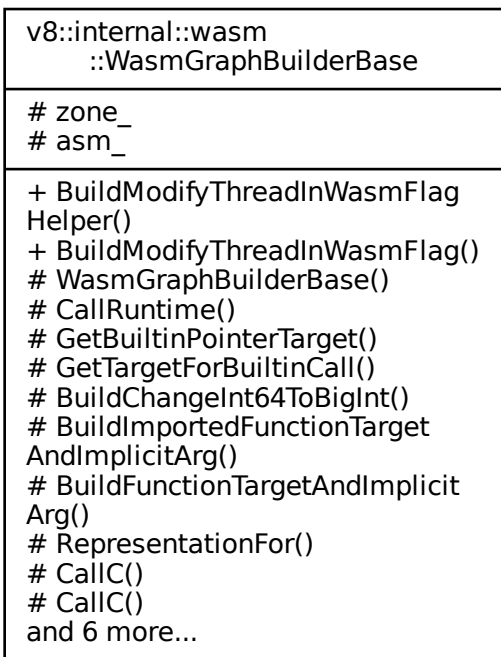 v8::internal::wasm
::WasmGraphBuilderBase
# zone_
# asm_
+ BuildModifyThreadInWasmFlag
Helper()
+ BuildModifyThreadInWasmFlag()
# WasmGraphBuilderBase()
# CallRuntime()
# GetBuiltinPointerTarget()
# GetTargetForBuiltinCall()
# BuildChangeInt64ToBigInt()
# BuildImportedFunctionTarget
AndImplicitArg()
# BuildFunctionTargetAndImplicit
Arg()
# RepresentationFor()
# CallC()
# CallC()
and 6 more...